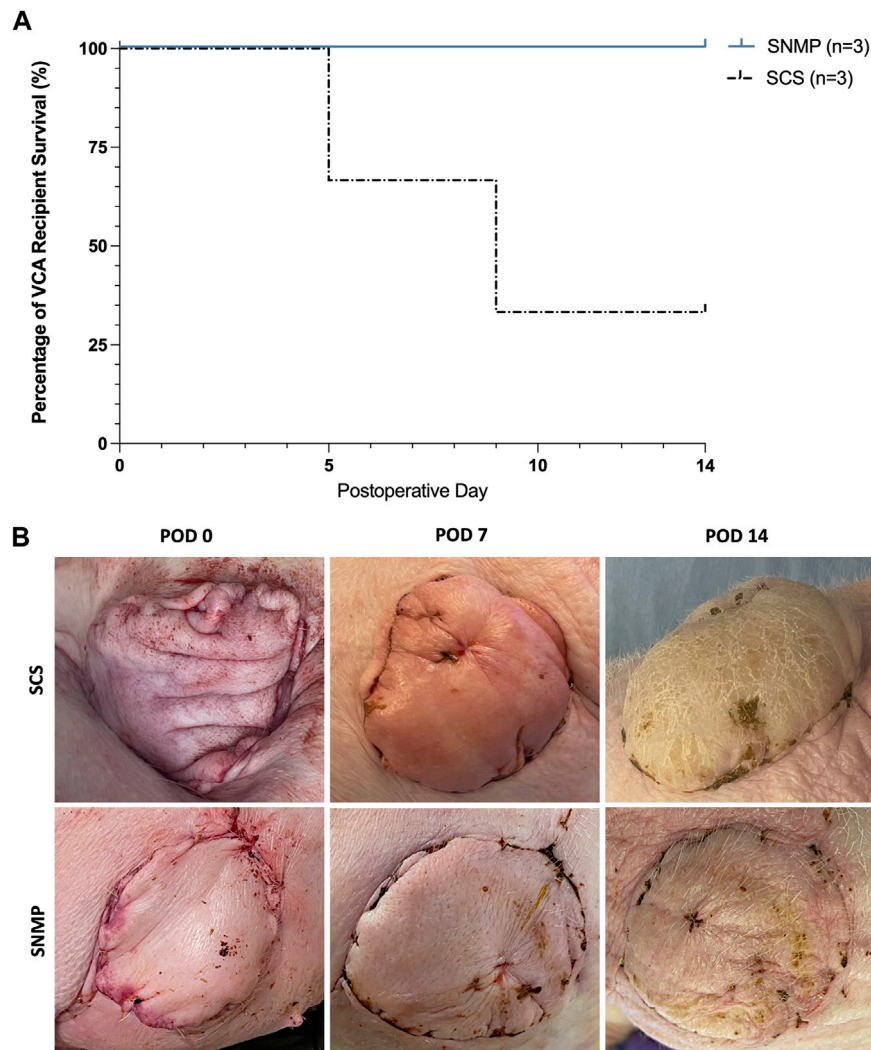 A
Percentage of VCA Recipient Survival (%)
100
75
50
25
0
0 5 10 14
Postoperative Day
SNMP (n=3)
SCS (n=3)
B
POD 0 POD 7 POD 14
SCS
SNMP